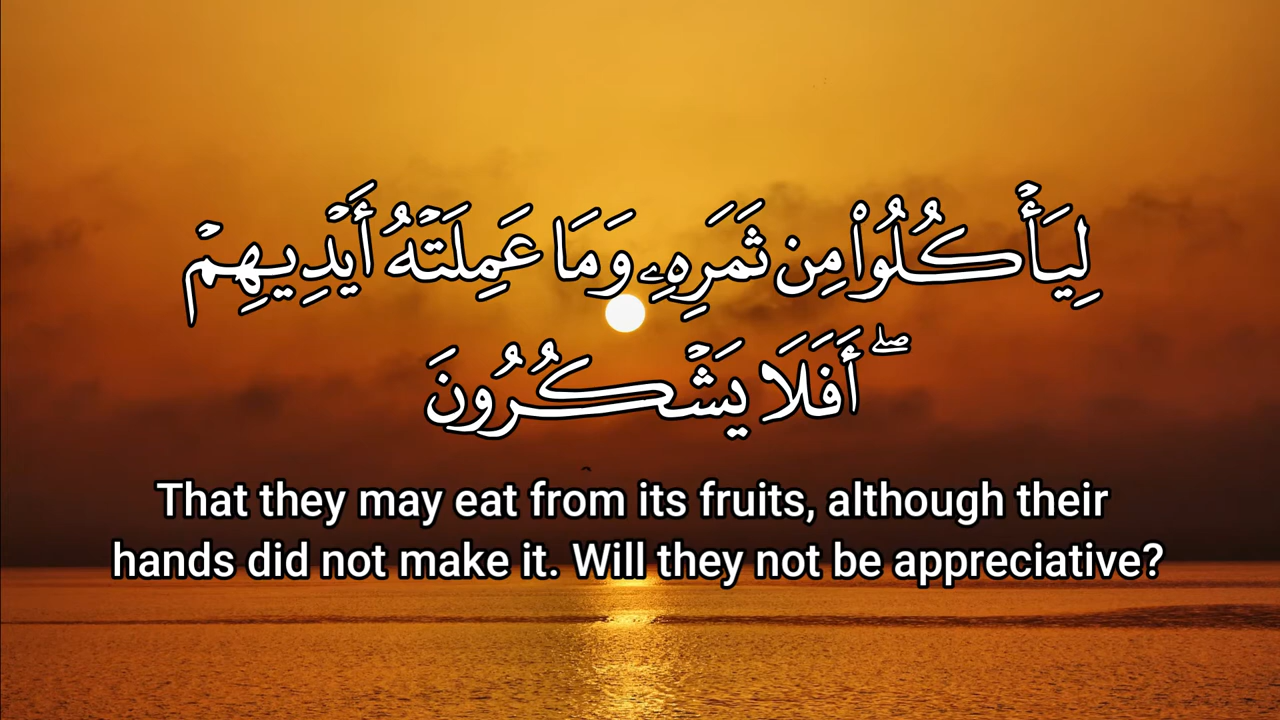 لِيَأْكُلُوا۟ مِن ثَمَرِهِۦ وَمَا عَمِلَتْهُ أَيْدِيهِمْ
ۖ أَفَلَا يَشْكُرُونَ
That they may eat from its fruits, although their
hands did not make it. Will they not be appreciative?